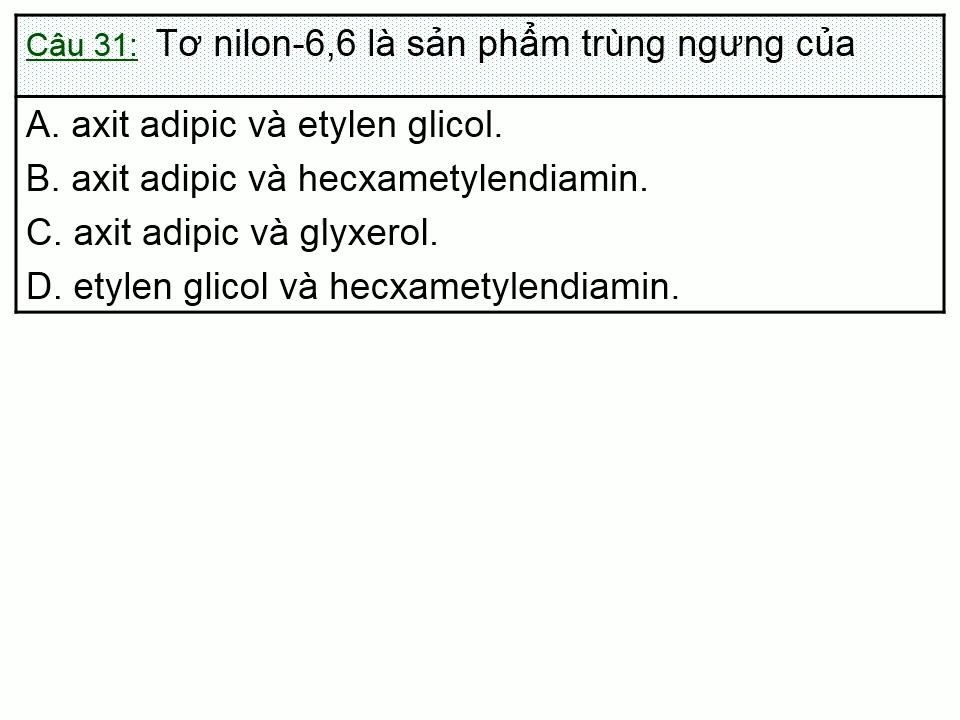 Câu 31: Tơ nilon-6,6 là sản phẩm trùng ngưng của
A. axit adipic và etylen glicol.
B. axit adipic và hecxametylendiamin.
C. axit adipic và glyxerol.
D. etylen glicol và hecxametylendiamin.